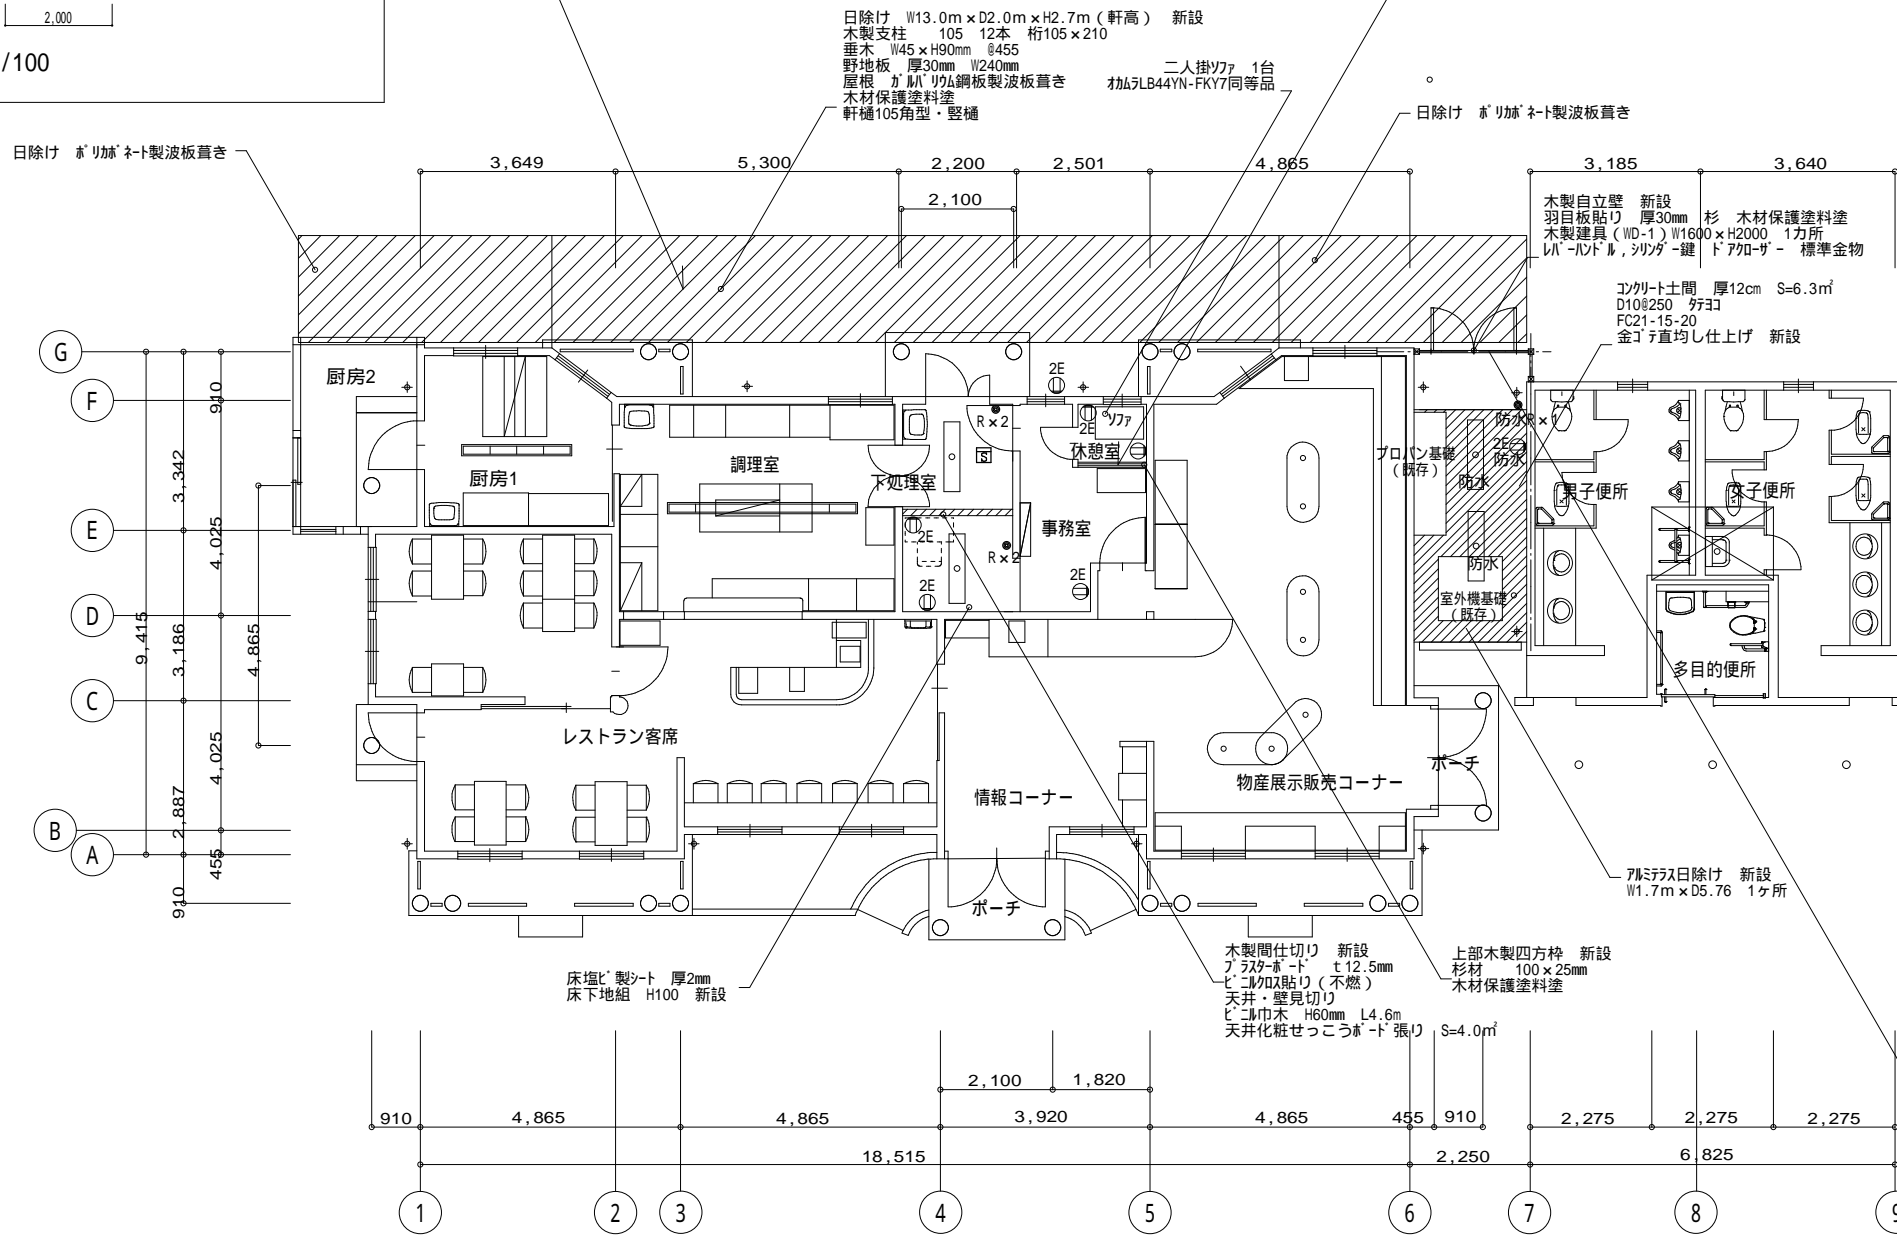 2,000
/100
日除け W13.0m×D2.0m×H2.7m(軒高) 新設
木製支柱 105 12本 桁105×210
垂木 W45×H90mm @455
野地板 厚30mm W240mm
屋根 ガルバリウム鋼板製波板葺き
木材保護塗料塗
軒樋105角型・竪樋
二人掛ソファ 1台
オカムラLB44YN-FKY7同等品
日除け ポリカボネート製波板葺き
日除け ポリカボネート製波板葺き
3,649
5,300
2,200
2,501
4,865
3,185
3,640
2,100
木製自立壁 新設
羽目板貼り 厚30mm 杉 木材保護塗料塗
木製建具(WD-1)W1600×H2000 1カ所
レバーハンドル,シリンダー鍵 ドアクローザー 標準金物
コンクリート土間 厚12cm S=6.3㎡
D10@250 タテヨコ
FC21-15-20
金ゴテ直均し仕上げ 新設
G
F
E
D
C
B
A
910
3,342
4,025
9,415
3,186
4,865
4,025
2,887
455
910
厨房2
厨房1
調理室
下処理室
R×2
S
2E
2E
ソファ
休憩室
事務室
2E
R×2
2E
2E
プロパン基礎
(既存)
防水R×1
2E
防水
防水
防水
室外機基礎
(既存)
男子便所
女子便所
多目的便所
レストラン客席
情報コーナー
物産展示販売コーナー
ポーチ
ポーチ
アルミテラス日除け 新設
W1.7m×D5.76 1ヶ所
床塩ビ製シート 厚2mm
床下地組 H100 新設
木製間仕切り 新設
プラスターボード t12.5mm
ビニルクロス貼り(不燃)
天井・壁見切り
ビニル巾木 H60mm L4.6m
天井化粧せっこうボード張り S=4.0㎡
上部木製四方枠 新設
杉材 100×25mm
木材保護塗料塗
2,100
1,820
910
4,865
4,865
3,920
4,865
455
910
2,275
2,275
2,275
18,515
2,250
6,825
1
2
3
4
5
6
7
8
9